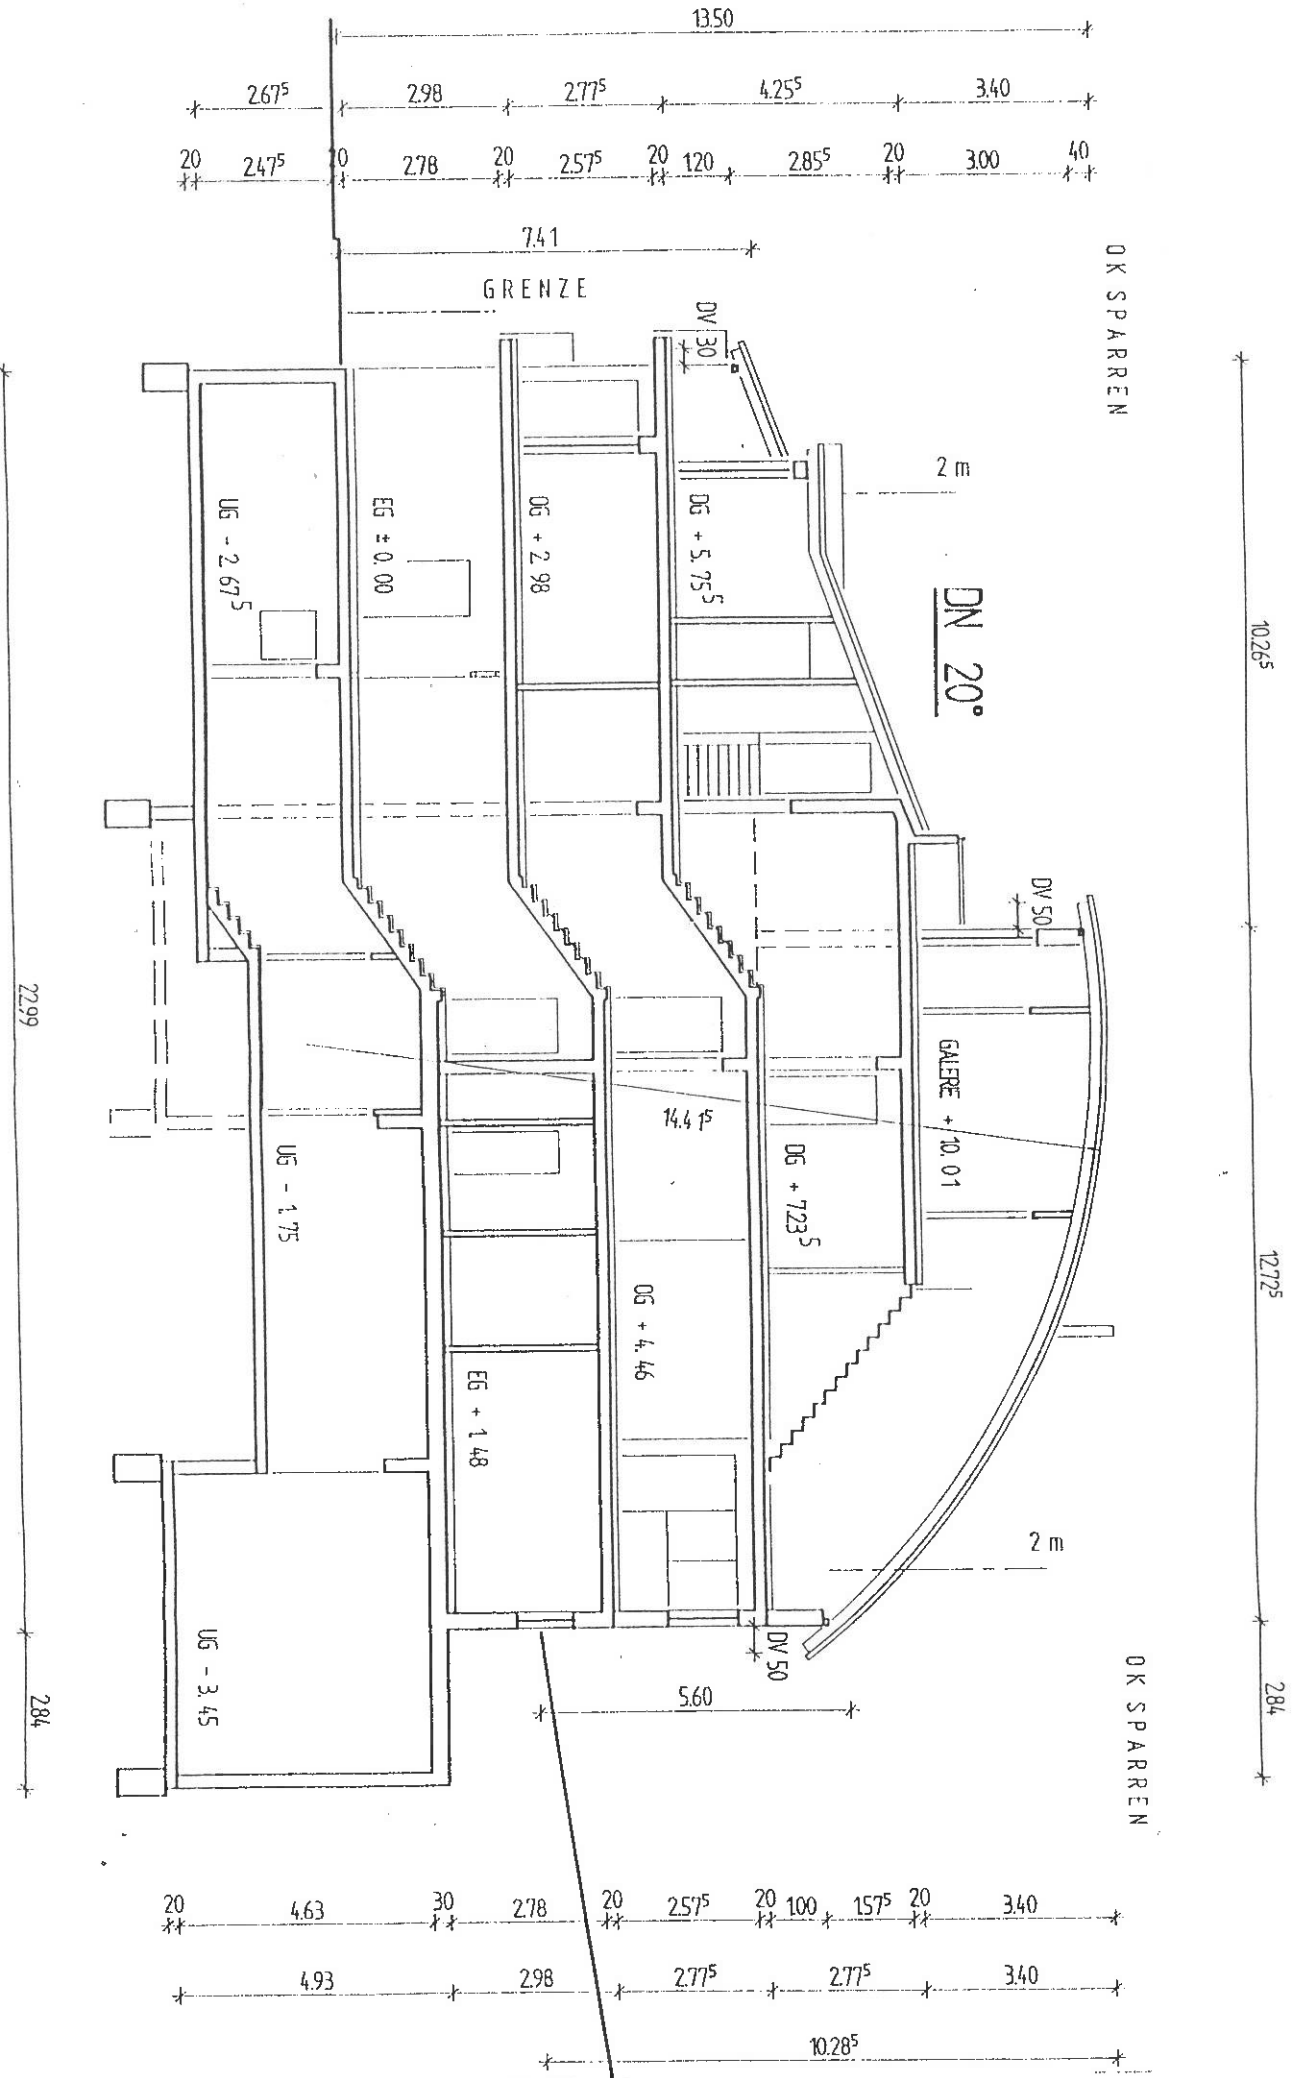 13.50
2.67⁵ 2.98 2.77⁵ 4.25⁵ 3.40
20 2.47⁵ 20 2.78 20 2.57⁵ 20 1.20 2.85⁵ 20 3.00 40
7.41
GRENZE
OK SPARREN
DV 30
2 m
DN 20°
UG - 2.67⁵
EG ± 0.00
OG + 2.98
DG + 5.75⁵
10.26⁵
DV 50
GALERIE + 10.01
22.99
14.41⁵
UG - 1.75
DG + 7.23⁵
12.72⁵
OG + 4.46
EG + 1.48
2 m
UG - 3.45
DV 50
5.60
OK SPARREN
2.84
2.84
20 4.63 30 2.78 20 2.57⁵ 20 1.00 1.57⁵ 20 3.40
4.93 2.98 2.77⁵ 2.77⁵ 3.40
10.28⁵